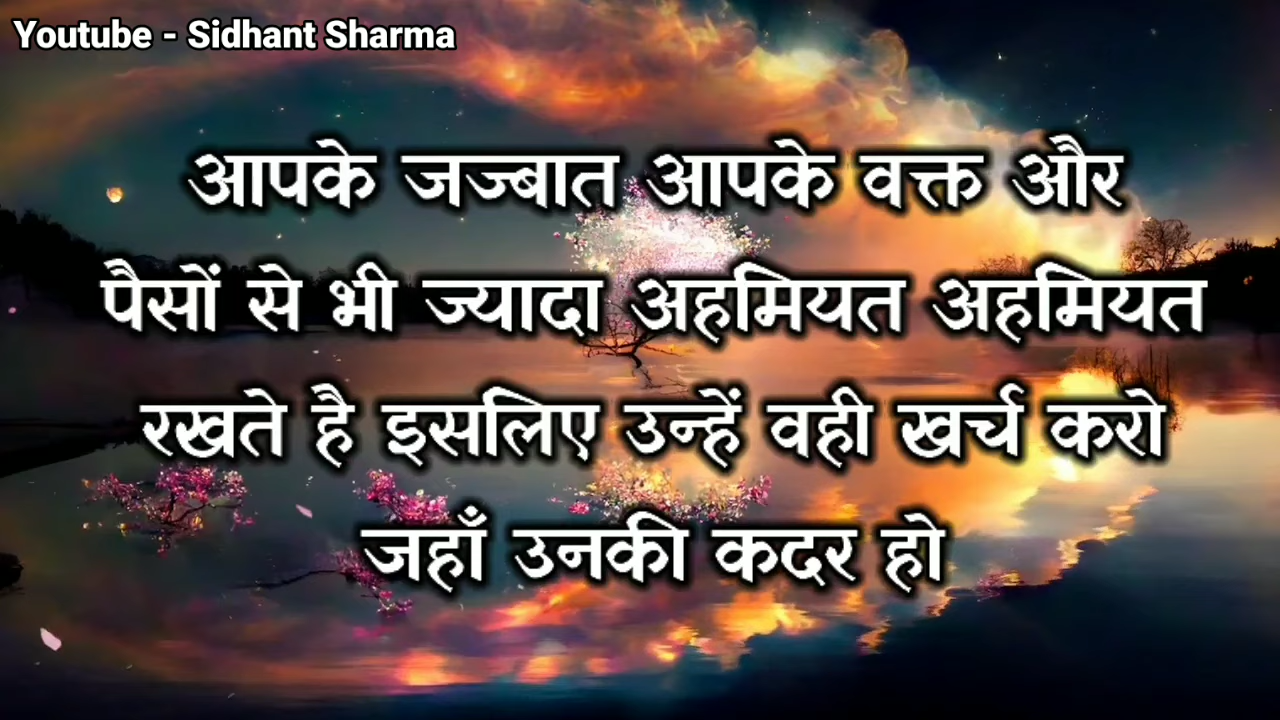 Youtube - Sidhant Sharma
आपके जज्बात आपके वक्त और
पैसों से भी ज्यादा अहमियत अहमियत
रखते है इसलिए उन्हें वही खर्च करो
जहाँ उनकी कदर हो